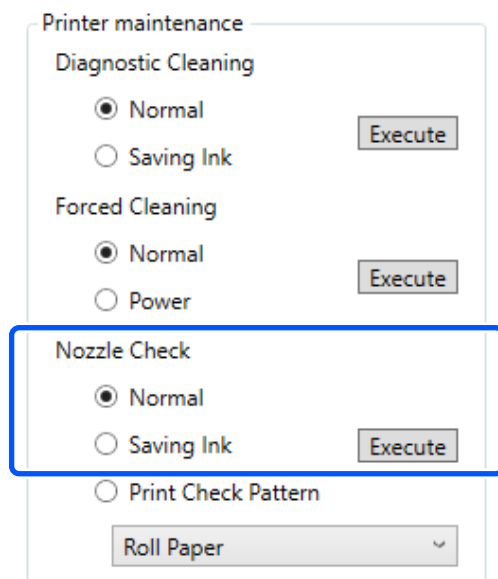 Printer maintenance
Diagnostic Cleaning
Normal
Execute
Saving Ink
Forced Cleaning
Normal
Execute
Power
Nozzle Check
Normal
Saving Ink
Execute
Print Check Pattern
Roll Paper